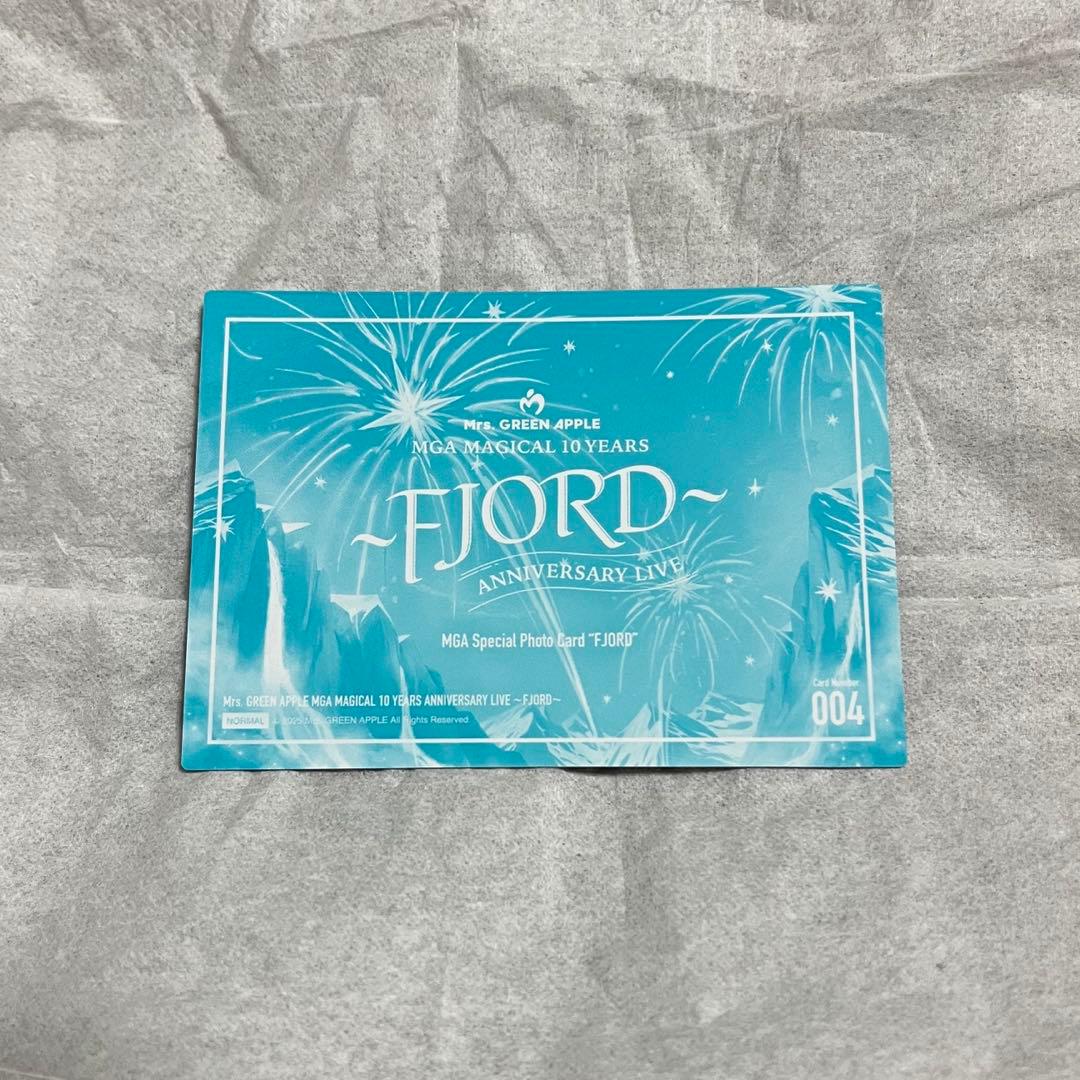 Mrs. GREEN APPLE
MGA MAGICAL 10 YEARS
~FJORD~
ANNIVERSARY LIVE
MGA Special Photo Card "FJORD"
Card Number
Mrs. GREEN APPLE MGA MAGICAL 10 YEARS ANNIVERSARY LIVE ~FJORD~
004
NORMAL © 2025 Mrs. GREEN APPLE All Rights Reserved